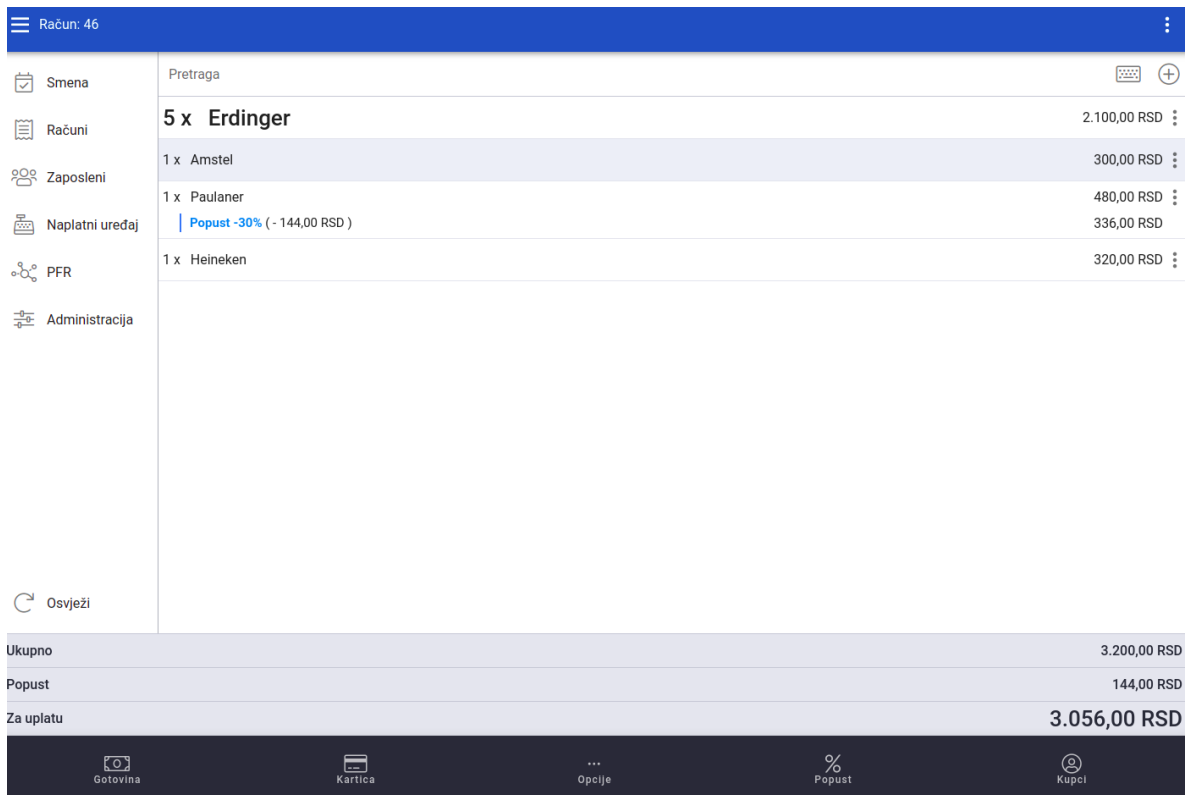 Račun: 46
Smena
Računi
Zaposleni
Naplatni uređaj
PFR
Administracija
Osvježi
Pretraga
5 x Erdinger 2.100,00 RSD
1 x Amstel 300,00 RSD
1 x Paulaner 480,00 RSD
Popust -30% ( - 144,00 RSD ) 336,00 RSD
1 x Heineken 320,00 RSD
Ukupno 3.200,00 RSD
Popust 144,00 RSD
Za uplatu 3.056,00 RSD
Gotovina Kartica Opcije Popust Kupci